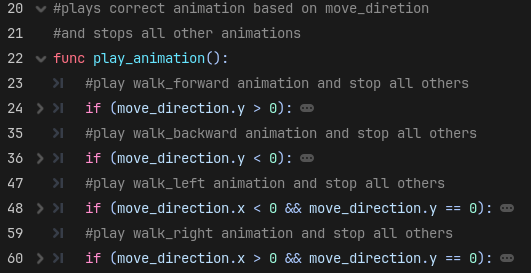 20 #plays correct animation based on move_diretion
21 #and stops all other animations
22 func play_animation():
23 #play walk_forward animation and stop all others
24 if (move_direction.y > 0):
35 #play walk_backward animation and stop all others
36 if (move_direction.y < 0):
47 #play walk_left animation and stop all others
48 if (move_direction.x < 0 && move_direction.y == 0):
59 #play walk_right animation and stop all others
60 if (move_direction.x > 0 && move_direction.y == 0):